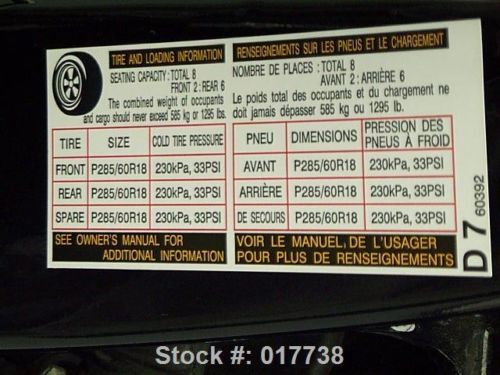 TIRE AND LOADING INFORMATION
SEATING CAPACITY: TOTAL 8
FRONT 2: REAR 6
The combined weight of occupants
and cargo should never exceed 585 kg or 1295 lb.
TIRE SIZE COLD TIRE PRESSURE
FRONT P285/60R18 230kPa, 33PSI
REAR P285/60R18 230kPa, 33PSI
SPARE P285/60R18 230kPa, 33PSI
SEE OWNER'S MANUAL FOR
ADDITIONAL INFORMATION
RENSEIGNEMENTS SUR LES PNEUS ET LE CHARGEMENT
NOMBRE DE PLACES : TOTAL 8
AVANT 2: ARRIÈRE 6
Le poids total des occupants et du chargement ne
doit jamais dépasser 585 kg ou 1295 lb.
PNEU DIMENSIONS PRESSION DES
PNEUS À FROID
AVANT P285/60R18 230kPa, 33PSI
ARRIÈRE P285/60R18 230kPa, 33PSI
DE SECOURS P285/60R18 230kPa, 33PSI
VOIR LE MANUEL DE L'USAGER
POUR PLUS DE RENSEIGNEMENTS
D 7 60392
Stock #: 017738